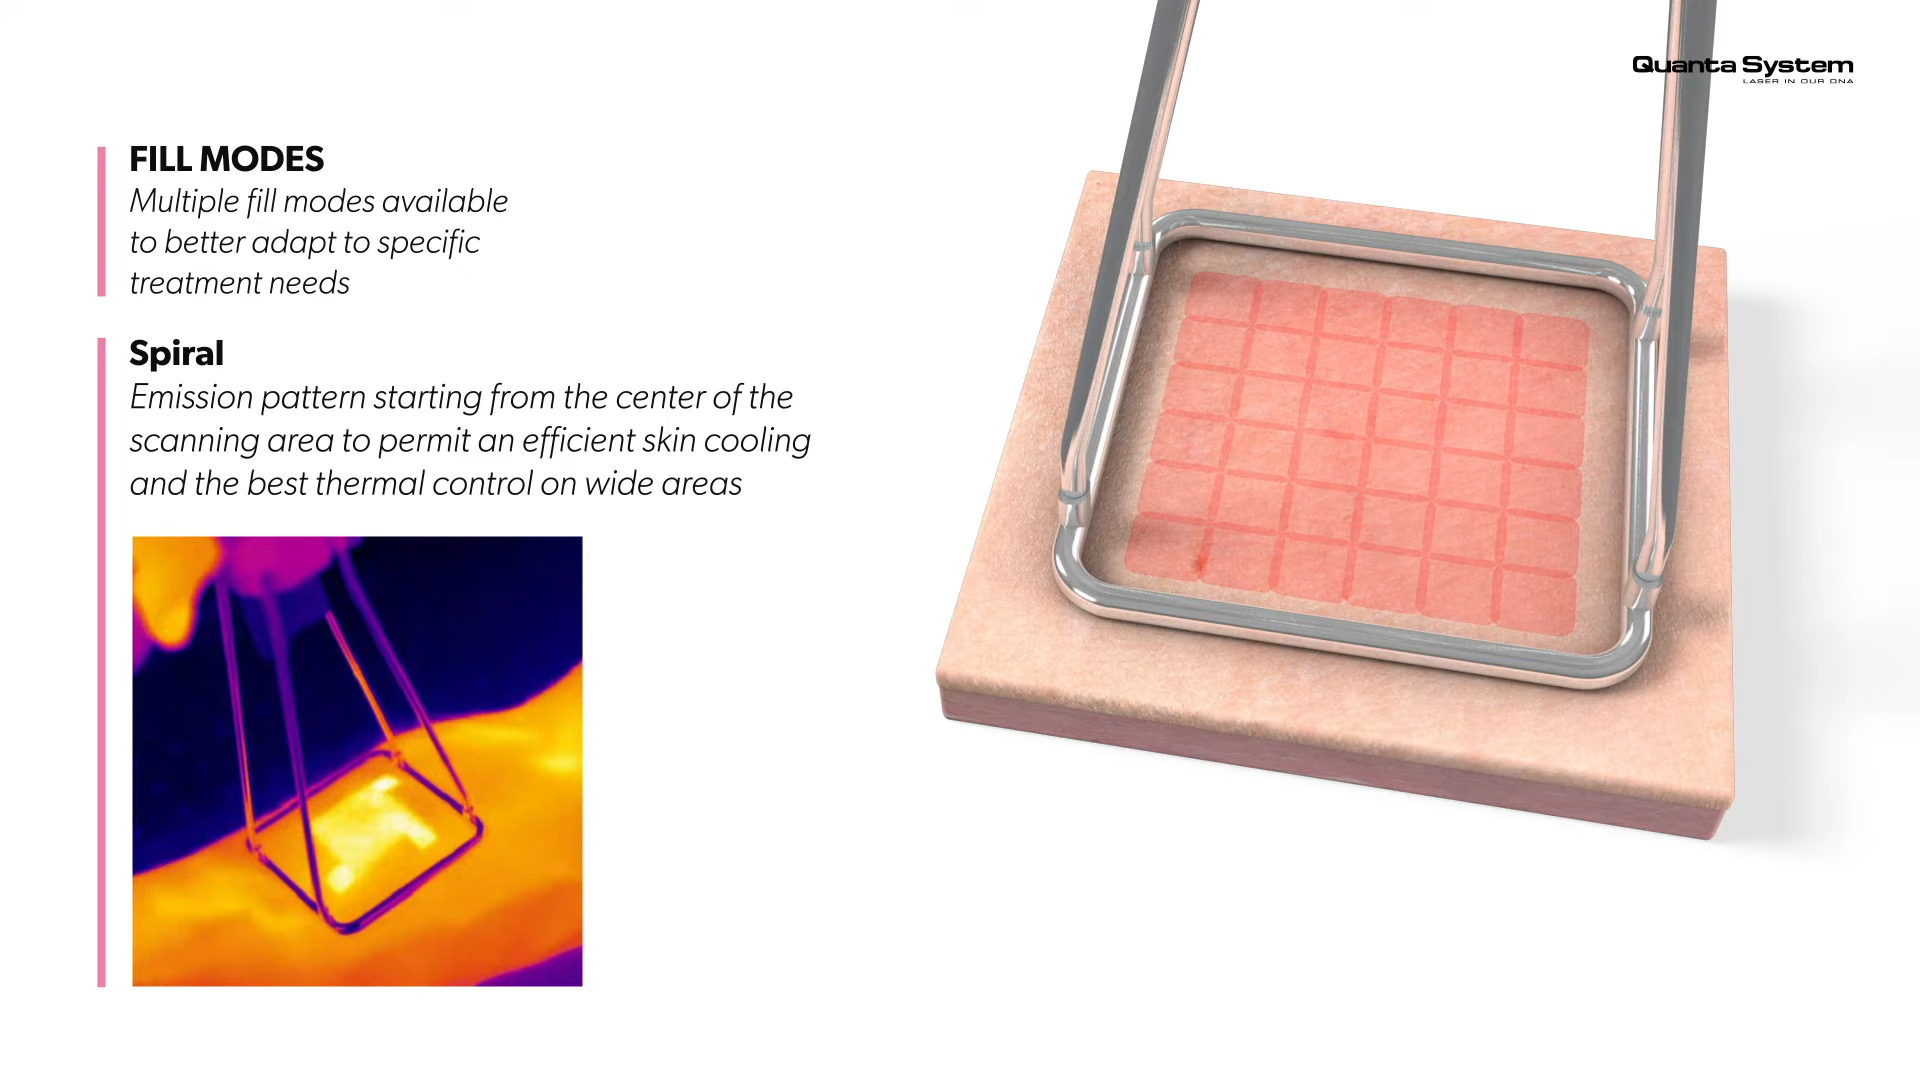 Quanta System
LASER IN OUR DNA
FILL MODES
Multiple fill modes available
to better adapt to specific
treatment needs
Spiral
Emission pattern starting from the center of the
scanning area to permit an efficient skin cooling
and the best thermal control on wide areas